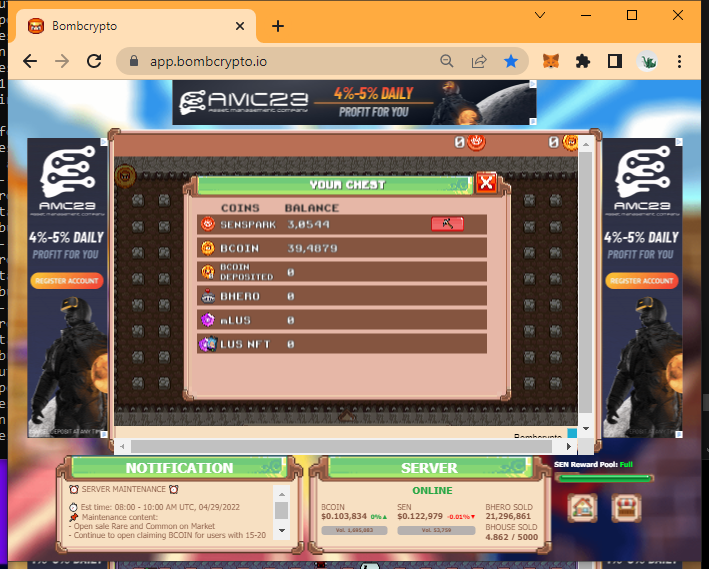 Bombcrypto
app.bombcrypto.io
AMC23
ASSET MANAGEMENT COMPANY
4%-5% DAILY
PROFIT FOR YOU
0
0
AMC23
4%-5% DAILY
PROFIT FOR YOU
REGISTER ACCOUNT
AMC23
4%-5% DAILY
PROFIT FOR YOU
REGISTER ACCOUNT
YOUR CHEST
COINS BALANCE
SENSPARK 3,0544
BCOIN 39,4879
BCOIN
DEPOSITED 0
BHERO 0
mLUS 0
LUS NFT 0
Bombcrypto
NOTIFICATION
SERVER MAINTENANCE
Est time: 08:00 - 10:00 AM UTC, 04/29/2022
Maintenance content:
- Open sale Rare and Common on Market
- Continue to open claiming BCOIN for users with 15-20
SERVER
ONLINE
BCOIN
$0.103,834 0%▲
SEN
$0.122,979 -0.01%▼
BHERO SOLD
21,296,861
BHOUSE SOLD
4.862 / 5000
SEN Reward Pool: Full